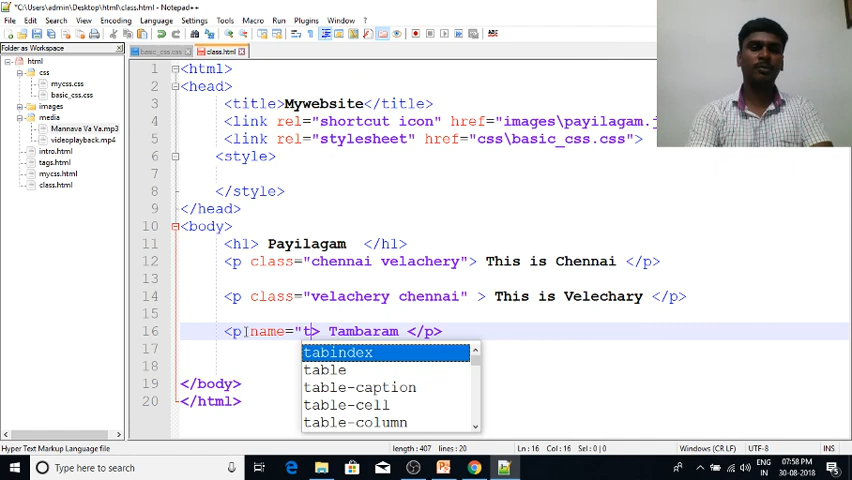 *C:\Users\admin\Desktop\html\class.html - Notepad++
File Edit Search View Encoding Language Settings Tools Macro Run Plugins Window ?
Folder as Workspace
basic_css.css class.html
html
css
mycss.css
basic_css.css
images
media
Mannava Va Va.mp3
videoplayback.mp4
intro.html
tags.html
mycss.html
class.html
1 <html>
2 <head>
3 <title>Mywebsite</title>
4 <link rel="shortcut icon" href="images\payilagam.j
5 <link rel="stylesheet" href="css\basic_css.css">
6 <style>
7
8 </style>
9 </head>
10 <body>
11 <h1> Payilagam </h1>
12 <p class="chennai velachery"> This is Chennai </p>
13
14 <p class="velachery chennai" > This is Velechary </p>
15
16 <p name="t> Tambaram </p>
17
18
19 </body>
20 </html>
tabindex
table
table-caption
table-cell
table-column
Hyper Text Markup Language file length : 407 lines : 20 Ln : 16 Col : 16 Sel : 0 | 0 Windows (CR LF) UTF-8 INS
Type here to search
ENG
IN
07:58 PM
30-08-2018